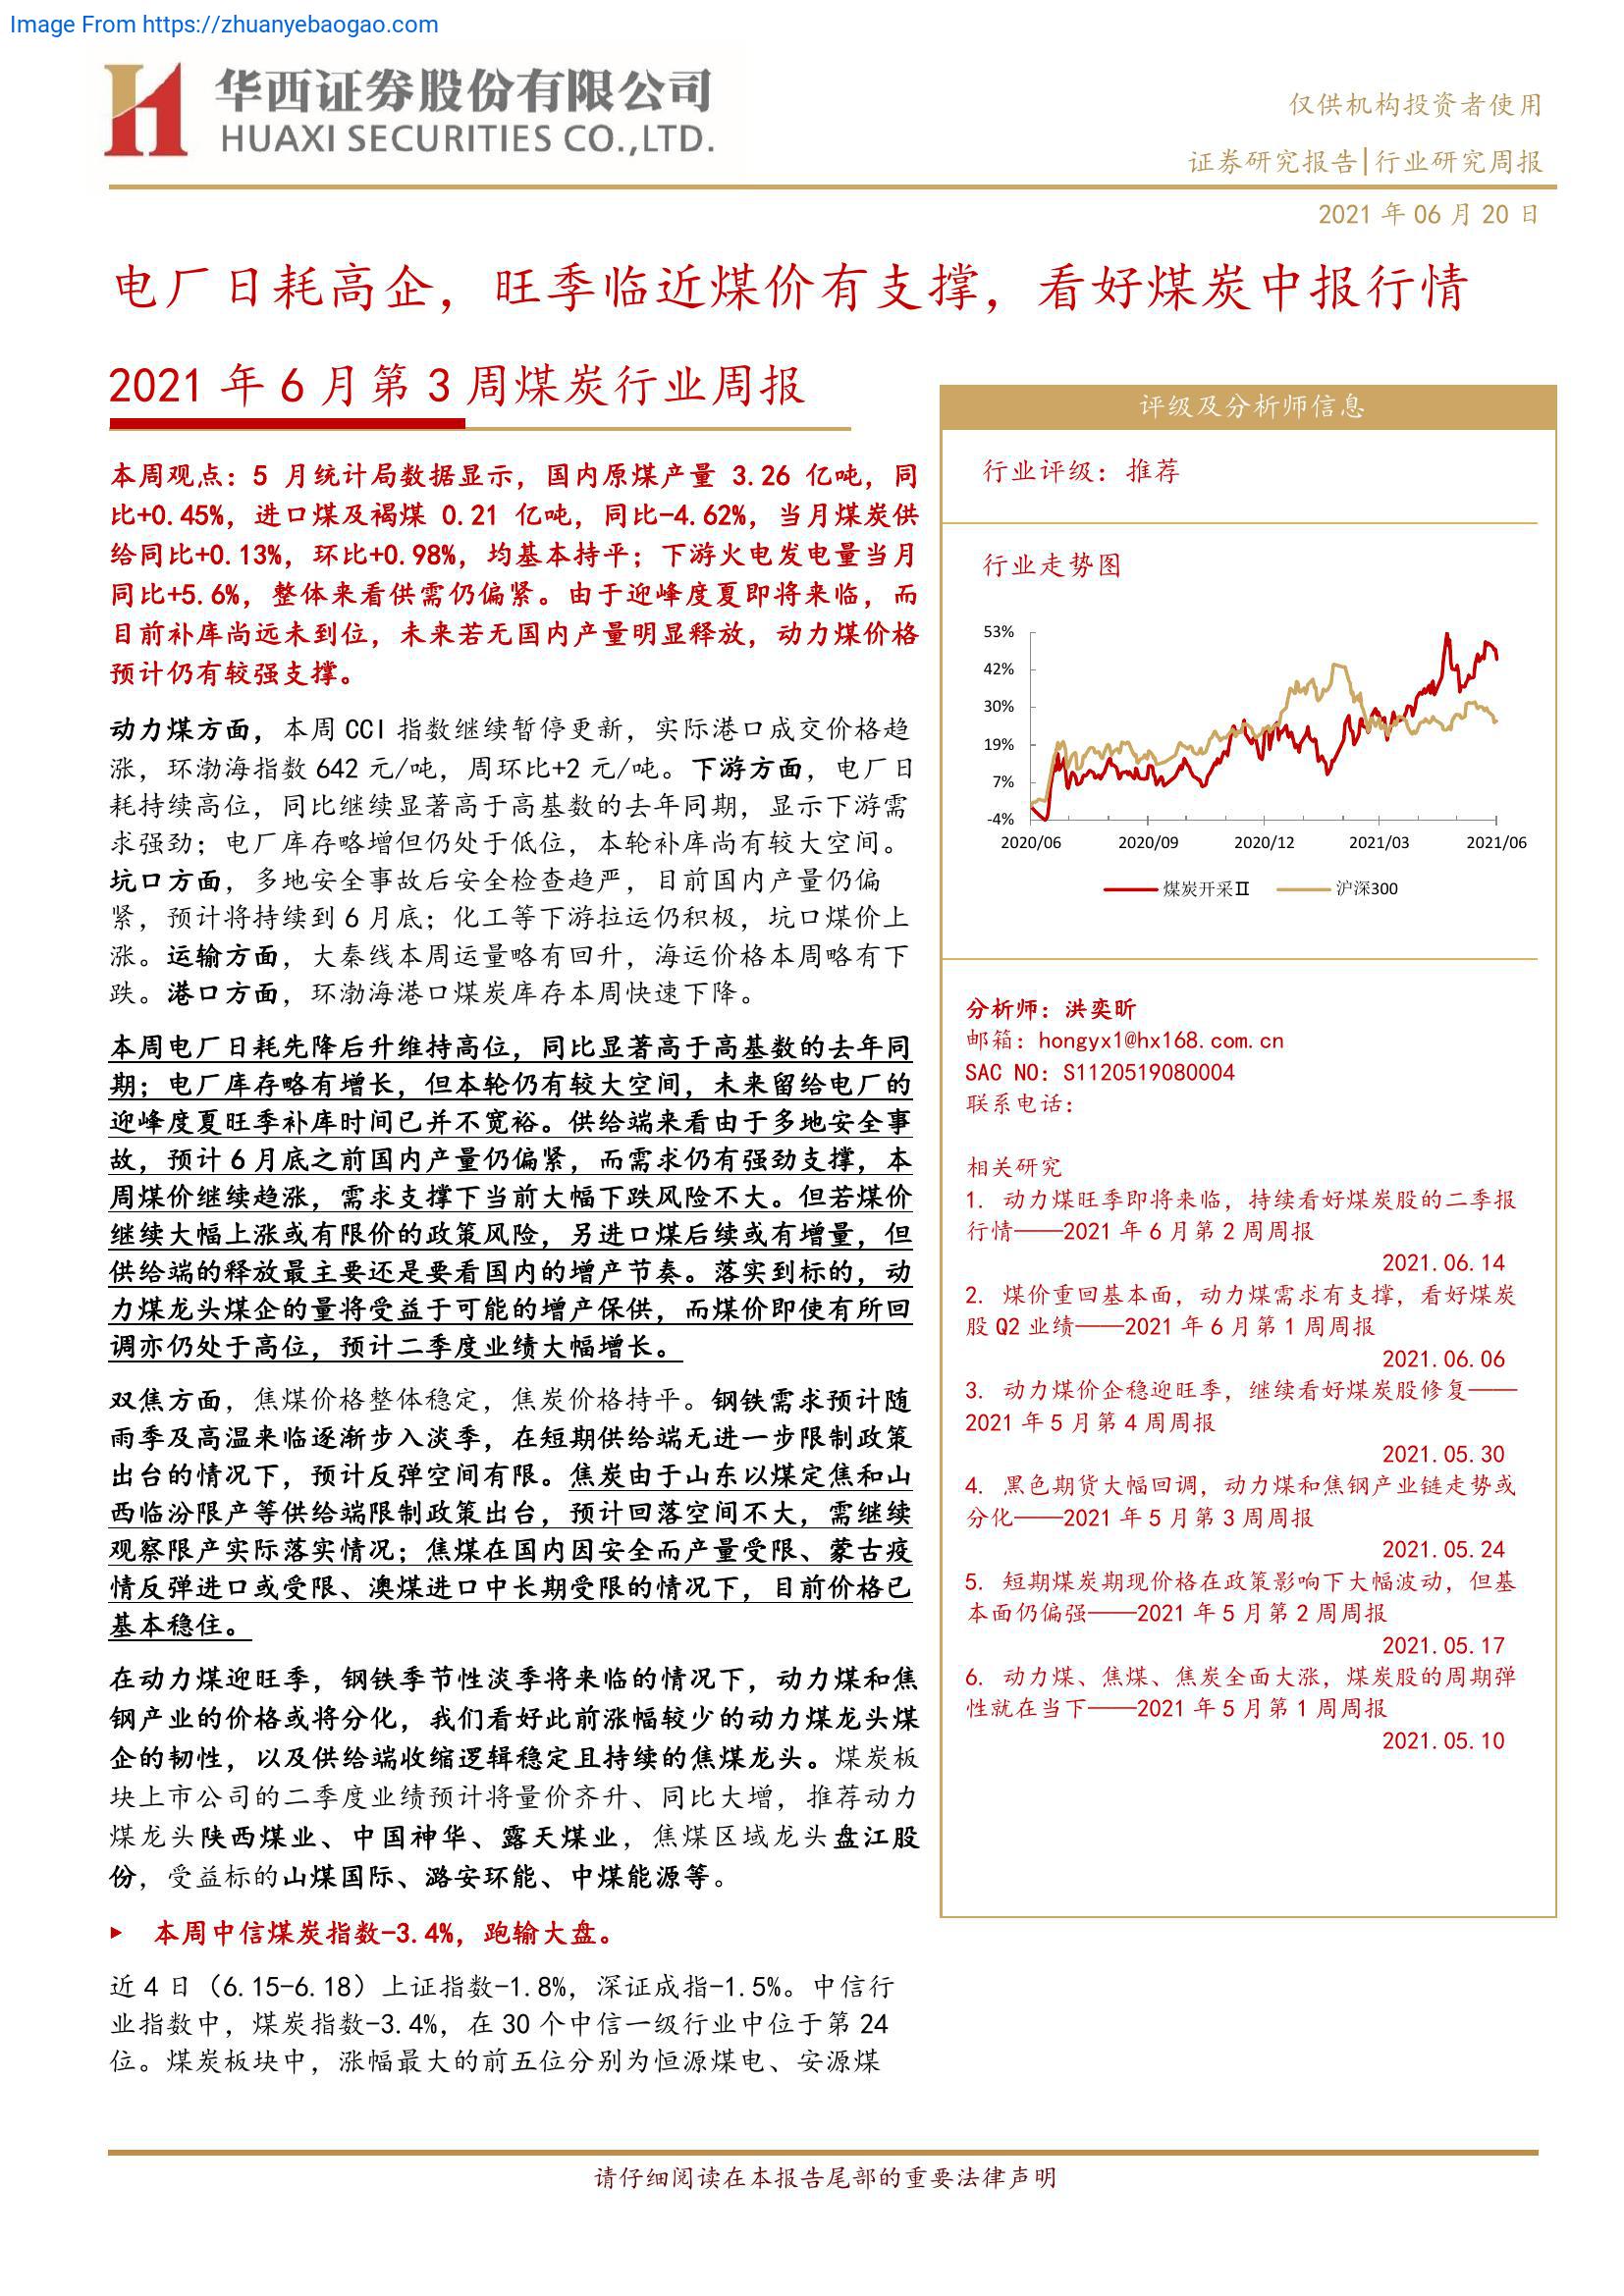 Image From https://zhuanyebaogao.com
华西证券股份有限公司
HUAXI SECURITIES CO.,LTD.
仅供机构投资者使用
证券研究报告|行业研究周报
2021 年 06 月 20 日
电厂日耗高企，旺季临近煤价有支撑，看好煤炭中报行情
2021 年 6 月第 3 周煤炭行业周报
本周观点：5 月统计局数据显示，国内原煤产量 3.26 亿吨，同
比+0.45%，进口煤及褐煤 0.21 亿吨，同比-4.62%，当月煤炭供
给同比+0.13%，环比+0.98%，均基本持平；下游火电发电量当月
同比+5.6%，整体来看供需仍偏紧。由于迎峰度夏即将来临，而
目前补库尚远未到位，未来若无国内产量明显释放，动力煤价格
预计仍有较强支撑。
动力煤方面，本周 CCI 指数继续暂停更新，实际港口成交价格趋
涨，环渤海指数 642 元/吨，周环比+2 元/吨。下游方面，电厂日
耗持续高位，同比继续显著高于高基数的去年同期，显示下游需
求强劲；电厂库存略增但仍处于低位，本轮补库尚有较大空间。
坑口方面，多地安全事故后安全检查趋严，目前国内产量仍偏
紧，预计将持续到 6 月底；化工等下游拉运仍积极，坑口煤价上
涨。运输方面，大秦线本周运量略有回升，海运价格本周略有下
跌。港口方面，环渤海港口煤炭库存本周快速下降。
本周电厂日耗先降后升维持高位，同比显著高于高基数的去年同
期；电厂库存略有增长，但本轮仍有较大空间，未来留给电厂的
迎峰度夏旺季补库时间已并不宽裕。供给端来看由于多地安全事
故，预计 6 月底之前国内产量仍偏紧，而需求仍有强劲支撑，本
周煤价继续趋涨，需求支撑下当前大幅下跌风险不大。但若煤价
继续大幅上涨或有限价的政策风险，另进口煤后续或有增量，但
供给端的释放最主要还是要看国内的增产节奏。落实到标的，动
力煤龙头煤企的量将受益于可能的增产保供，而煤价即使有所回
调亦仍处于高位，预计二季度业绩大幅增长。
双焦方面，焦煤价格整体稳定，焦炭价格持平。钢铁需求预计随
雨季及高温来临逐渐步入淡季，在短期供给端无进一步限制政策
出台的情况下，预计反弹空间有限。焦炭由于山东以煤定焦和山
西临汾限产等供给端限制政策出台，预计回落空间不大，需继续
观察限产实际落实情况；焦煤在国内因安全而产量受限、蒙古疫
情反弹进口或受限、澳煤进口中长期受限的情况下，目前价格已
基本稳住。
在动力煤迎旺季，钢铁季节性淡季将来临的情况下，动力煤和焦
钢产业的价格或将分化，我们看好此前涨幅较少的动力煤龙头煤
企的韧性，以及供给端收缩逻辑稳定且持续的焦煤龙头。煤炭板
块上市公司的二季度业绩预计将量价齐升、同比大增，推荐动力
煤龙头陕西煤业、中国神华、露天煤业，焦煤区域龙头盘江股
份，受益标的山煤国际、潞安环能、中煤能源等。
本周中信煤炭指数-3.4%，跑输大盘。
近 4 日（6.15-6.18）上证指数-1.8%，深证成指-1.5%。中信行
业指数中，煤炭指数-3.4%，在 30 个中信一级行业中位于第 24
位。煤炭板块中，涨幅最大的前五位分别为恒源煤电、安源煤
评级及分析师信息
行业评级：推荐
行业走势图
53%
42%
30%
19%
7%
-4%
2020/06 2020/09 2020/12 2021/03 2021/06
煤炭开采Ⅱ 沪深300
分析师：洪奕昕
邮箱：hongyx1@hx168.com.cn
SAC NO：S1120519080004
联系电话：
相关研究
1. 动力煤旺季即将来临，持续看好煤炭股的二季报
行情——2021 年 6 月第 2 周周报
2021.06.14
2. 煤价重回基本面，动力煤需求有支撑，看好煤炭
股 Q2 业绩——2021 年 6 月第 1 周周报
2021.06.06
3. 动力煤价企稳迎旺季，继续看好煤炭股修复——
2021 年 5 月第 4 周周报
2021.05.30
4. 黑色期货大幅回调，动力煤和焦钢产业链走势或
分化——2021 年 5 月第 3 周周报
2021.05.24
5. 短期煤炭期现价格在政策影响下大幅波动，但基
本面仍偏强——2021 年 5 月第 2 周周报
2021.05.17
6. 动力煤、焦煤、焦炭全面大涨，煤炭股的周期弹
性就在当下——2021 年 5 月第 1 周周报
2021.05.10
请仔细阅读在本报告尾部的重要法律声明